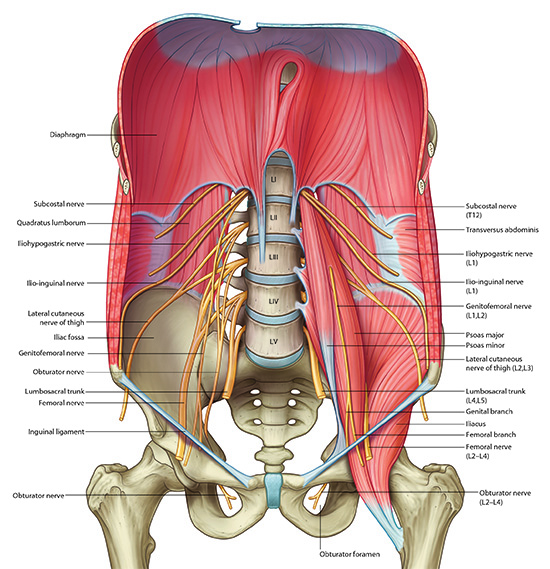 Diaphragm
Subcostal nerve
Quadratus lumborum
Iliohypogastric nerve
Ilio-inguinal nerve
Lateral cutaneous
nerve of thigh
Iliac fossa
Genitofemoral nerve
Obturator nerve
Lumbosacral trunk
Femoral nerve
Inguinal ligament
Obturator nerve
LI
LII
LIII
LIV
LV
Subcostal nerve
(T12)
Transversus abdominis
Iliohypogastric nerve
(L1)
Ilio-inguinal nerve
(L1)
Genitofemoral nerve
(L1,L2)
Psoas major
Psoas minor
Lateral cutaneous
nerve of thigh (L2,L3)
Lumbosacral trunk
(L4,L5)
Genital branch
Iliacus
Femoral branch
Femoral nerve
(L2–L4)
Obturator nerve
(L2–L4)
Obturator foramen